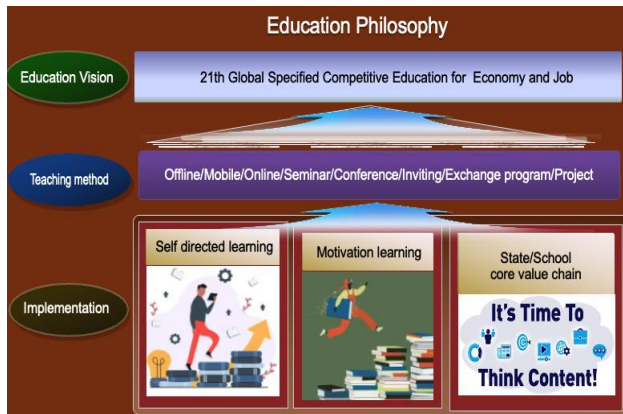 Education Philosophy
Education Vision
21th Global Specified Competitive Education for Economy and Job
Teaching method
Offline/Mobile/Online/Seminar/Conference/Inviting/Exchange program/Project
Implementation
Self directed learning
Motivation learning
State/School
core value chain
It's Time To
Think Content!